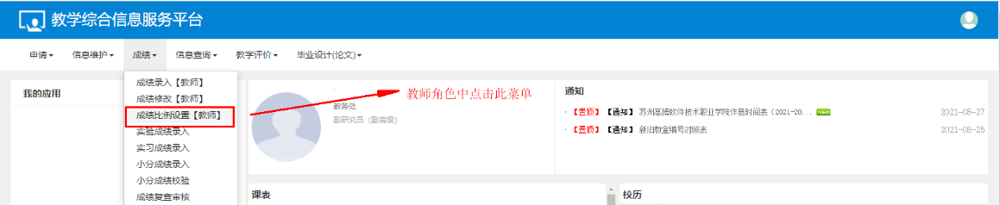 教学综合信息服务平台
申请 信息维护 成绩 信息查询 教学评价 毕业设计(论文)
我的应用
成绩录入【教师】
成绩修改【教师】
成绩比例设置【教师】
实验成绩录入
实习成绩录入
小分成绩录入
小分成绩校验
成绩复查审核
教师角色中点击此菜单
教务处
副研究员（副高级）
通知
【置顶】【通知】苏州高博软件技术职业学院作息时间表（2021-20... NEW 2021-08-27
【置顶】【通知】新旧教室编号对照表 2021-08-25
课表
校历